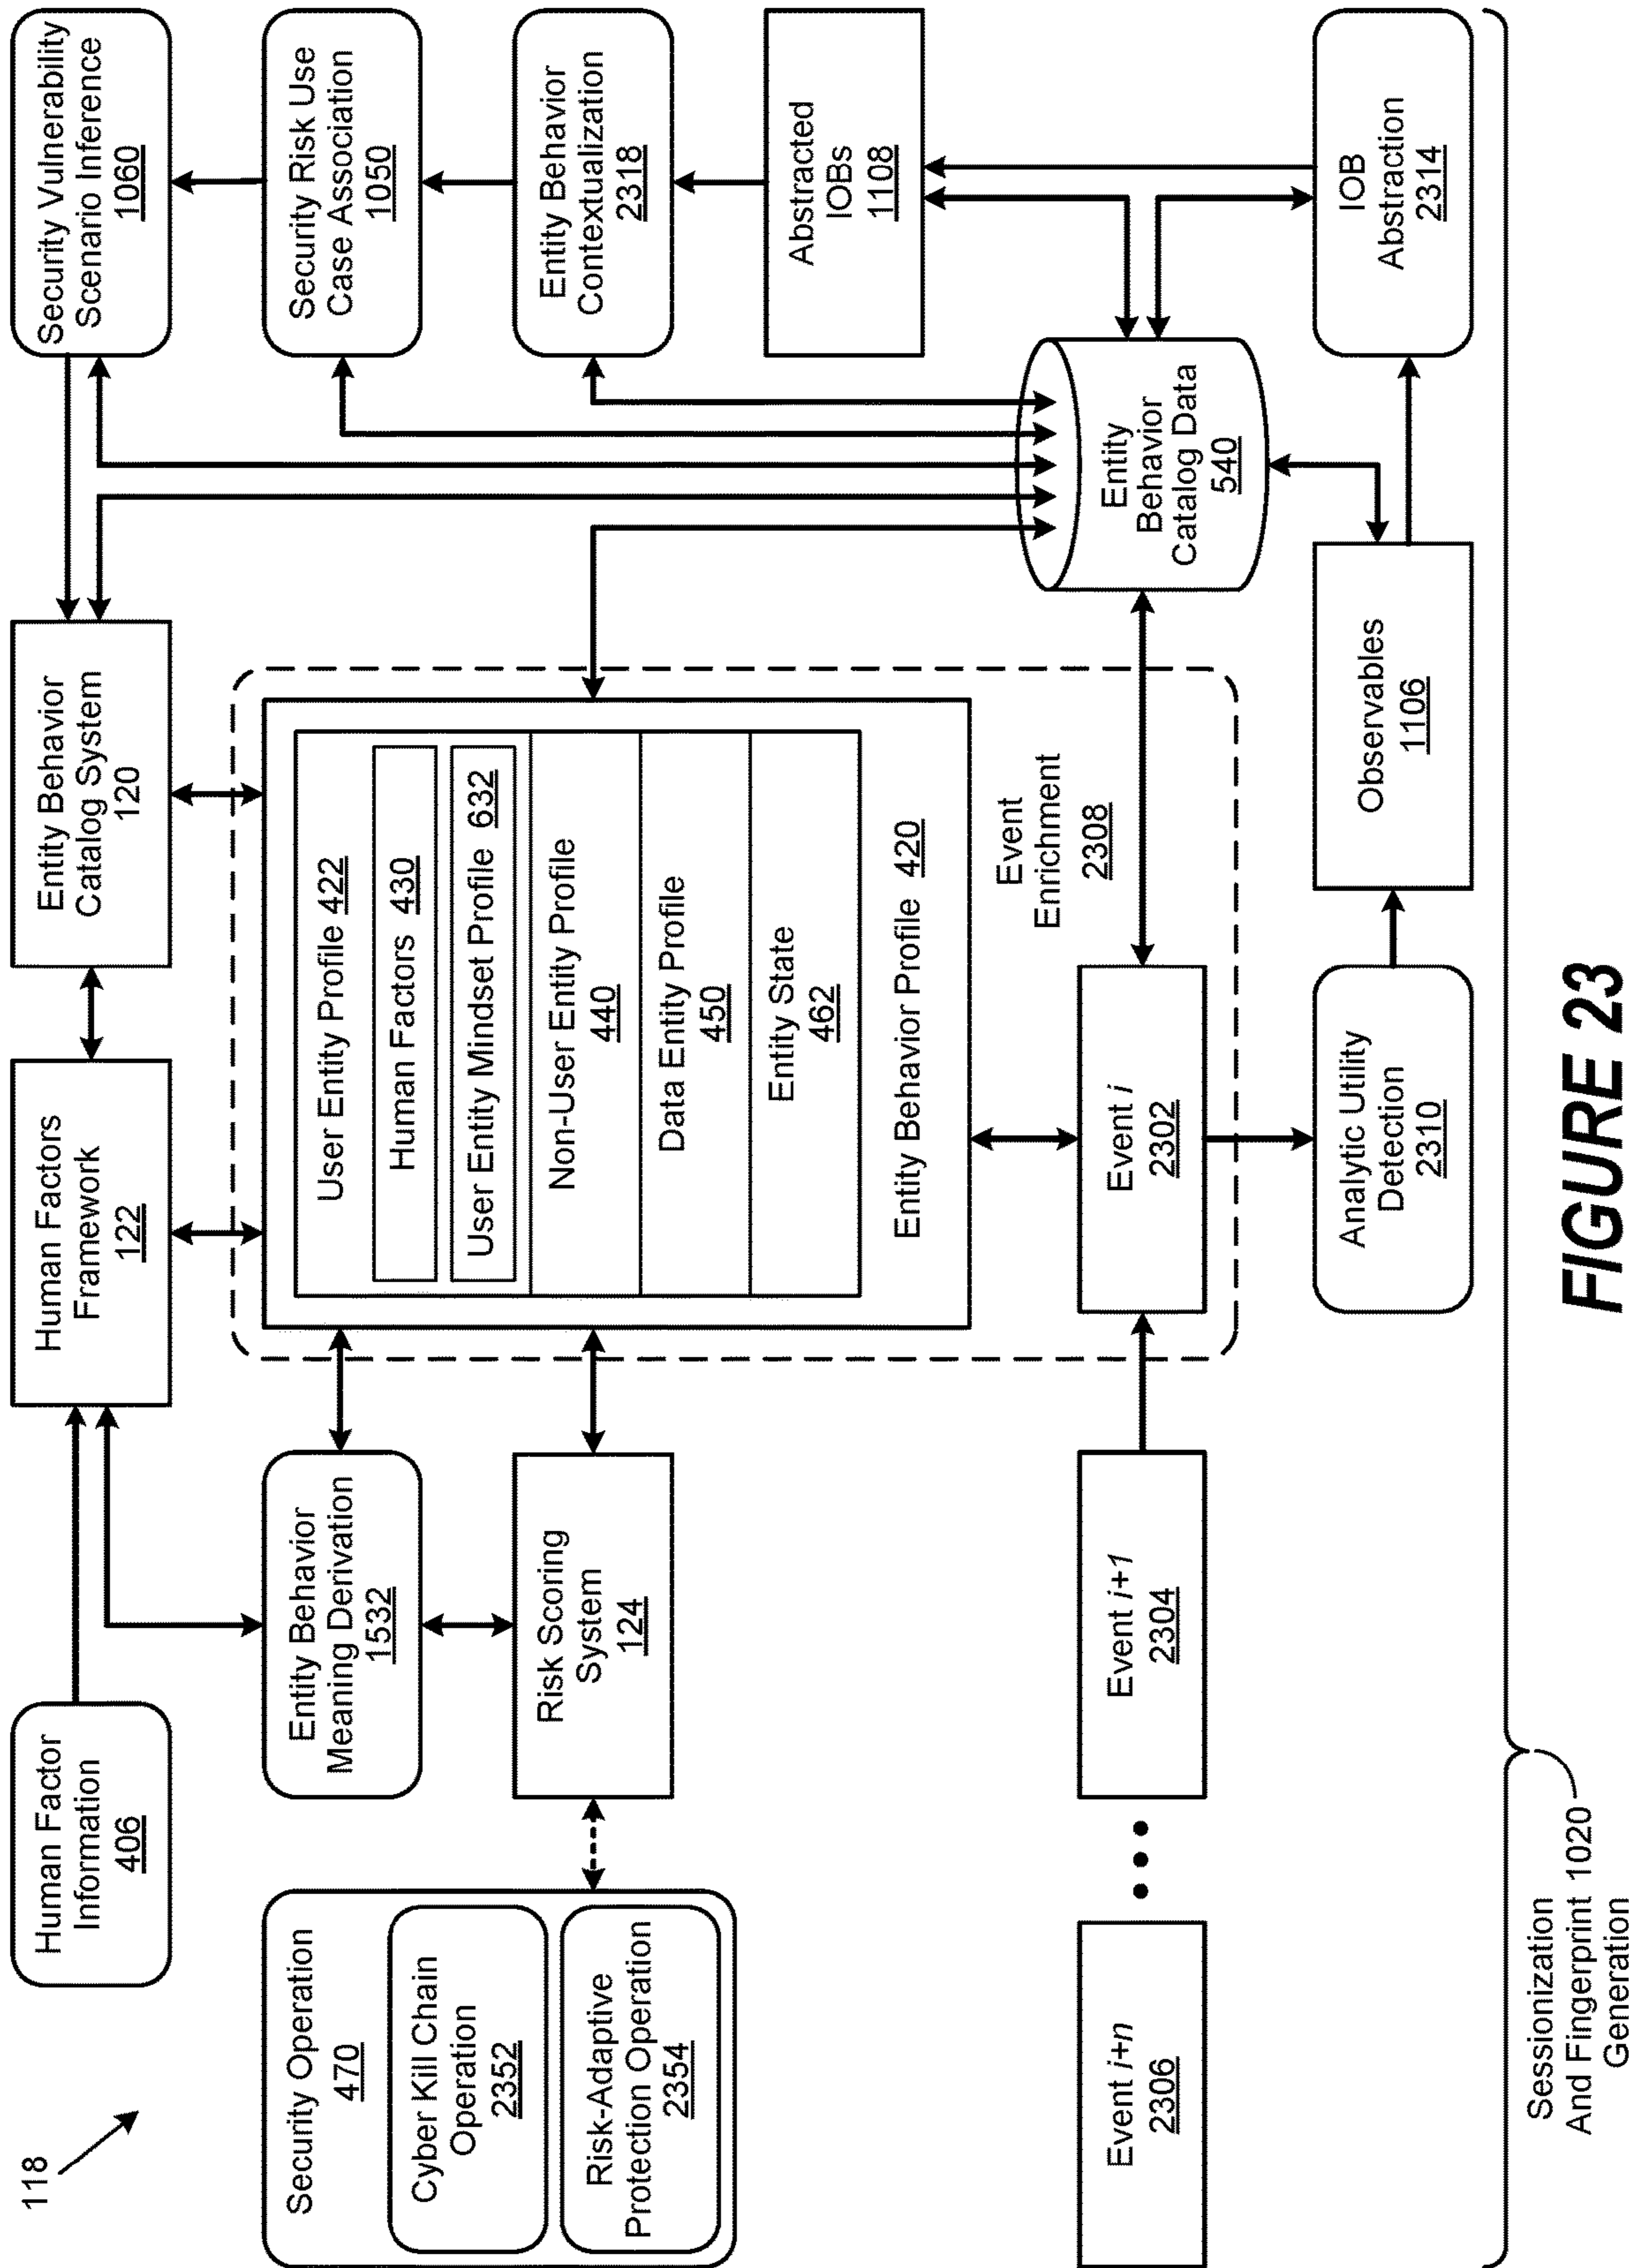 118
Human Factor
Information
406
Human Factors
Framework
122
Entity Behavior
Catalog System
120
Security Vulnerability
Scenario Inference
1060
Security Operation
470
Cyber Kill Chain
Operation
2352
Risk-Adaptive
Protection Operation
2354
Entity Behavior
Meaning Derivation
1532
Risk Scoring
System
124
User Entity Profile 422
Human Factors 430
User Entity Mindset Profile 632
Non-User Entity Profile
440
Data Entity Profile
450
Entity State
462
Entity Behavior Profile 420
Security Risk Use
Case Association
1050
Entity Behavior
Contextualization
2318
Abstracted
IOBs
1108
Event
Enrichment
2308
Entity
Behavior
Catalog Data
540
Event i+n
2306
Event i+1
2304
Event i
2302
Analytic Utility
Detection
2310
Observables
1106
IOB
Abstraction
2314
Sessionization
And Fingerprint 1020
Generation
FIGURE 23